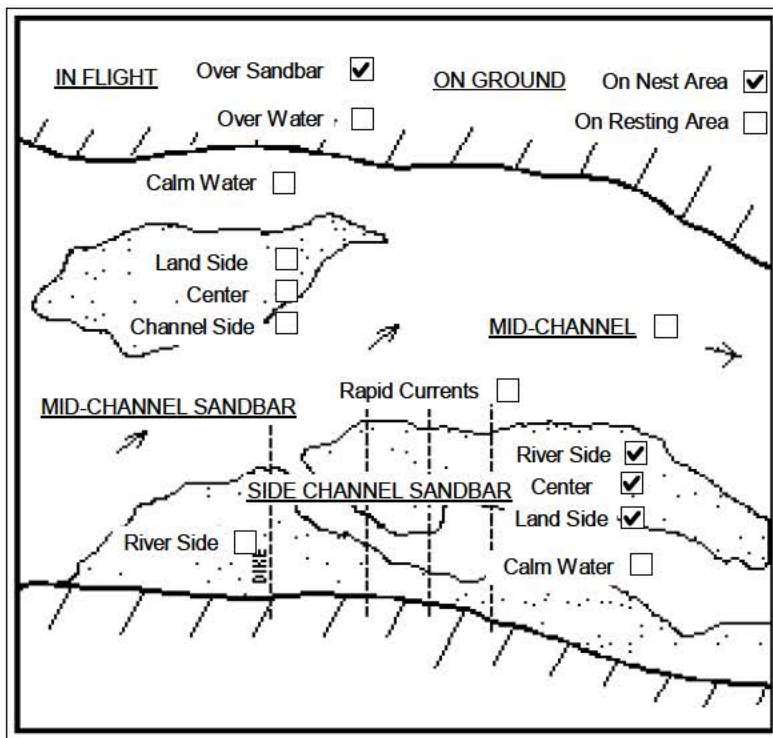 IN FLIGHT Over Sandbar ON GROUND On Nest Area
Over Water On Resting Area
Calm Water
Land Side
Center
Channel Side
MID-CHANNEL
Rapid Currents
MID-CHANNEL SANDBAR
River Side
SIDE CHANNEL SANDBAR Center
Land Side
River Side
DIKE
Calm Water